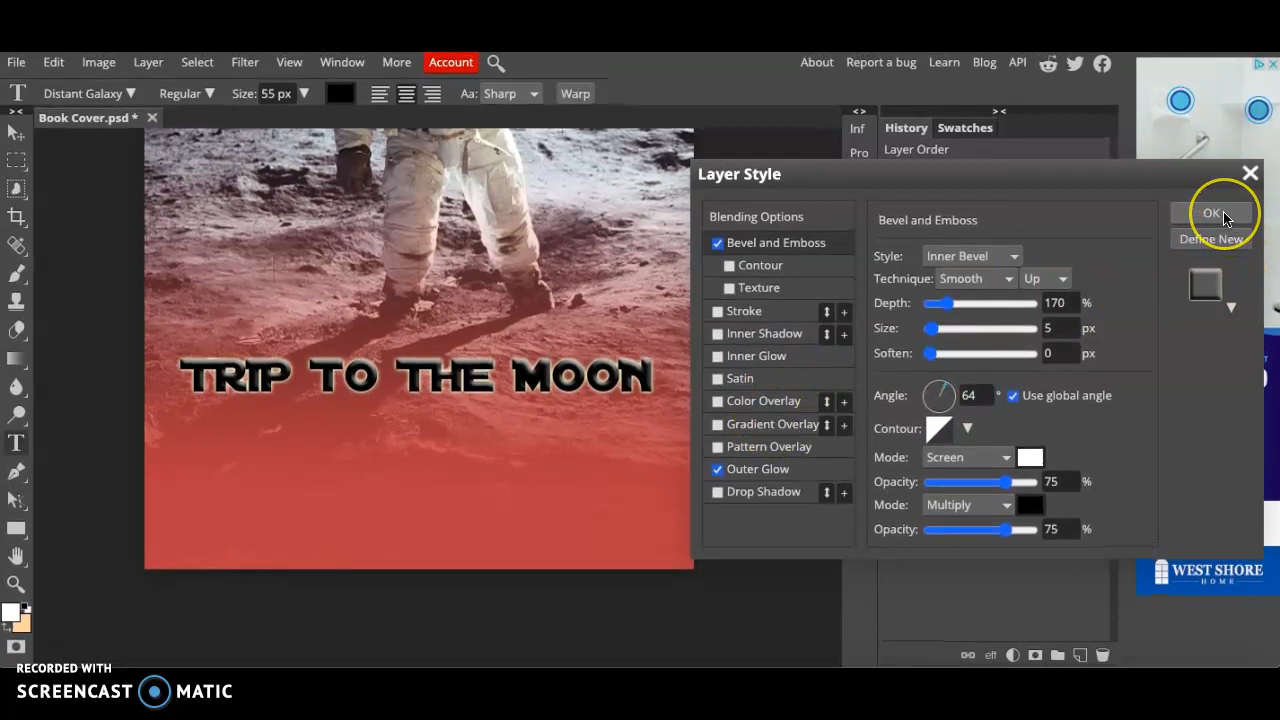 File Edit Image Layer Select Filter View Window More Account About Report a bug Learn Blog API
T Distant Galaxy ▼ Regular ▼ Size: 55 px ▼ Aa: Sharp Warp
Book Cover.psd * ✕
Inf
Pro
History Swatches
Layer Order
Layer Style
Blending Options
Bevel and Emboss
Contour
Texture
Stroke
Inner Shadow
Inner Glow
Satin
Color Overlay
Gradient Overlay
Pattern Overlay
Outer Glow
Drop Shadow
Bevel and Emboss
Style: Inner Bevel
Technique: Smooth Up
Depth: 170 %
Size: 5 px
Soften: 0 px
Angle: 64 ° Use global angle
Contour:
Mode: Screen
Opacity: 75 %
Mode: Multiply
Opacity: 75 %
OK
Define New
TRIP TO THE MOON
eff
WEST SHORE
HOME
RECORDED WITH
SCREENCAST MATIC